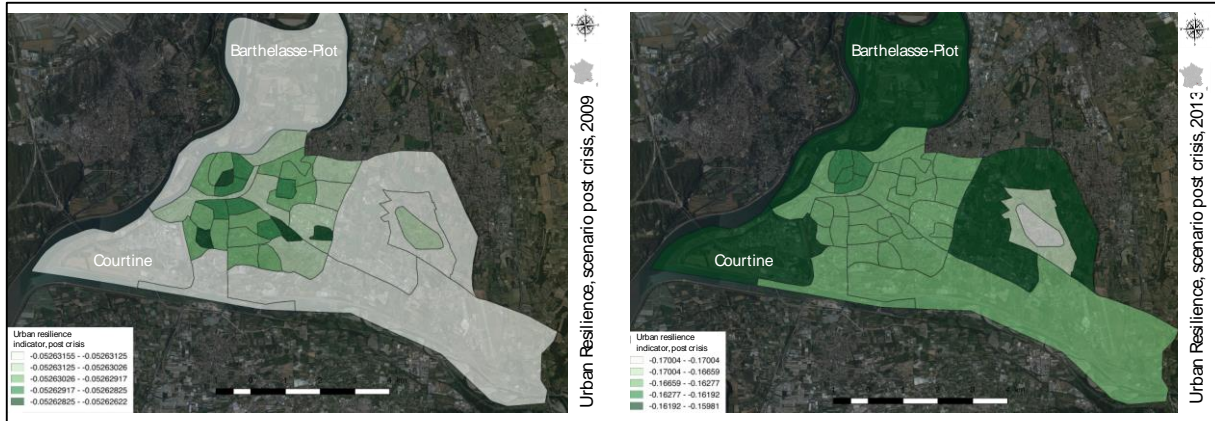 Barthelasse-Piot
Courtine
Urban resilience
indicator, post crisis
-0.05263155 - -0.05263125
-0.05263125 - -0.05263026
-0.05263026 - -0.05262917
-0.05262917 - -0.05262825
-0.05262825 - -0.05262622
Urban Resilience, scenario post crisis, 2009
Barthelasse-Piot
Courtine
Urban resilience
indicator, post crisis
-0.17004 - -0.17004
-0.17004 - -0.16659
-0.16659 - -0.16277
-0.16277 - -0.16192
-0.16192 - -0.15981
Urban Resilience, scenario post crisis, 2013